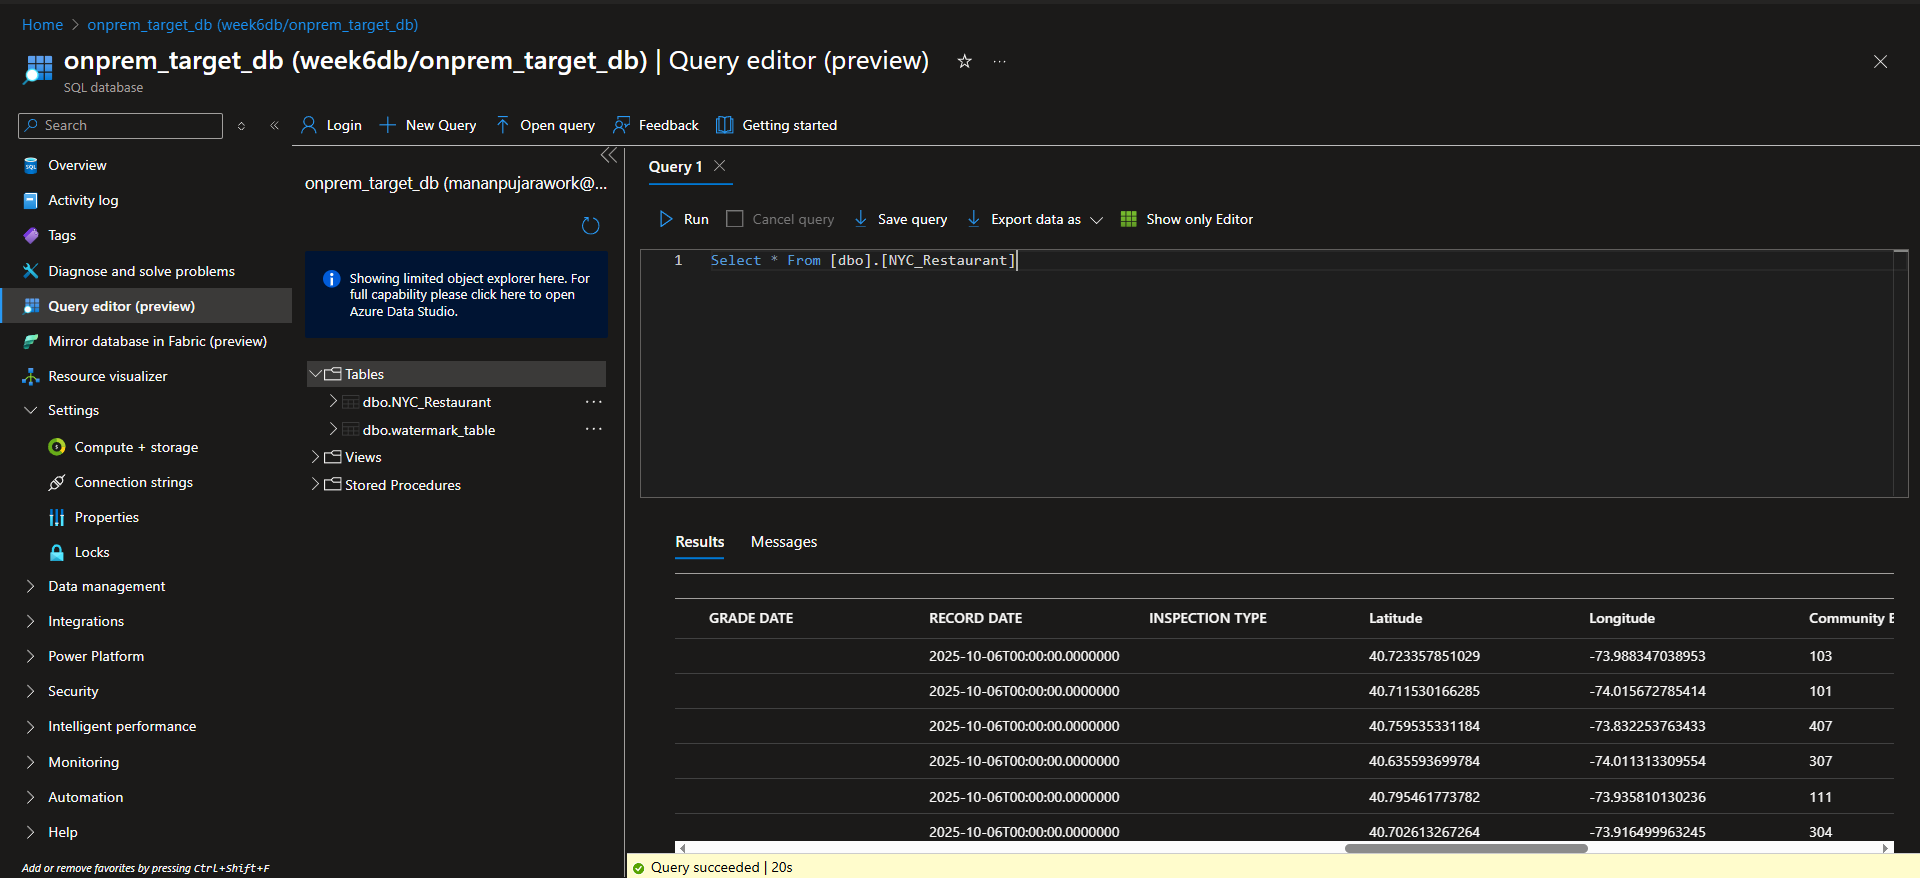 Home > onprem_target_db (week6db/onprem_target_db)
onprem_target_db (week6db/onprem_target_db) | Query editor (preview)
SQL database
Search
Overview
Activity log
Tags
Diagnose and solve problems
Query editor (preview)
Mirror database in Fabric (preview)
Resource visualizer
Settings
Compute + storage
Connection strings
Properties
Locks
Data management
Integrations
Power Platform
Security
Intelligent performance
Monitoring
Automation
Help
Add or remove favorites by pressing Ctrl+Shift+F
Login
New Query
Open query
Feedback
Getting started
onprem_target_db (mananpujarawork@...
Showing limited object explorer here. For
full capability please click here to open
Azure Data Studio.
Tables
dbo.NYC_Restaurant
dbo.watermark_table
Views
Stored Procedures
Query 1
Run
Cancel query
Save query
Export data as
Show only Editor
1 Select * From [dbo].[NYC_Restaurant]
Results Messages
GRADE DATE RECORD DATE INSPECTION TYPE Latitude Longitude Community B
2025-10-06T00:00:00.0000000 40.723357851029 -73.988347038953 103
2025-10-06T00:00:00.0000000 40.711530166285 -74.015672785414 101
2025-10-06T00:00:00.0000000 40.759535331184 -73.832253763433 407
2025-10-06T00:00:00.0000000 40.635593699784 -74.011313309554 307
2025-10-06T00:00:00.0000000 40.795461773782 -73.935810130236 111
2025-10-06T00:00:00.0000000 40.702613267264 -73.916499963245 304
Query succeeded | 20s